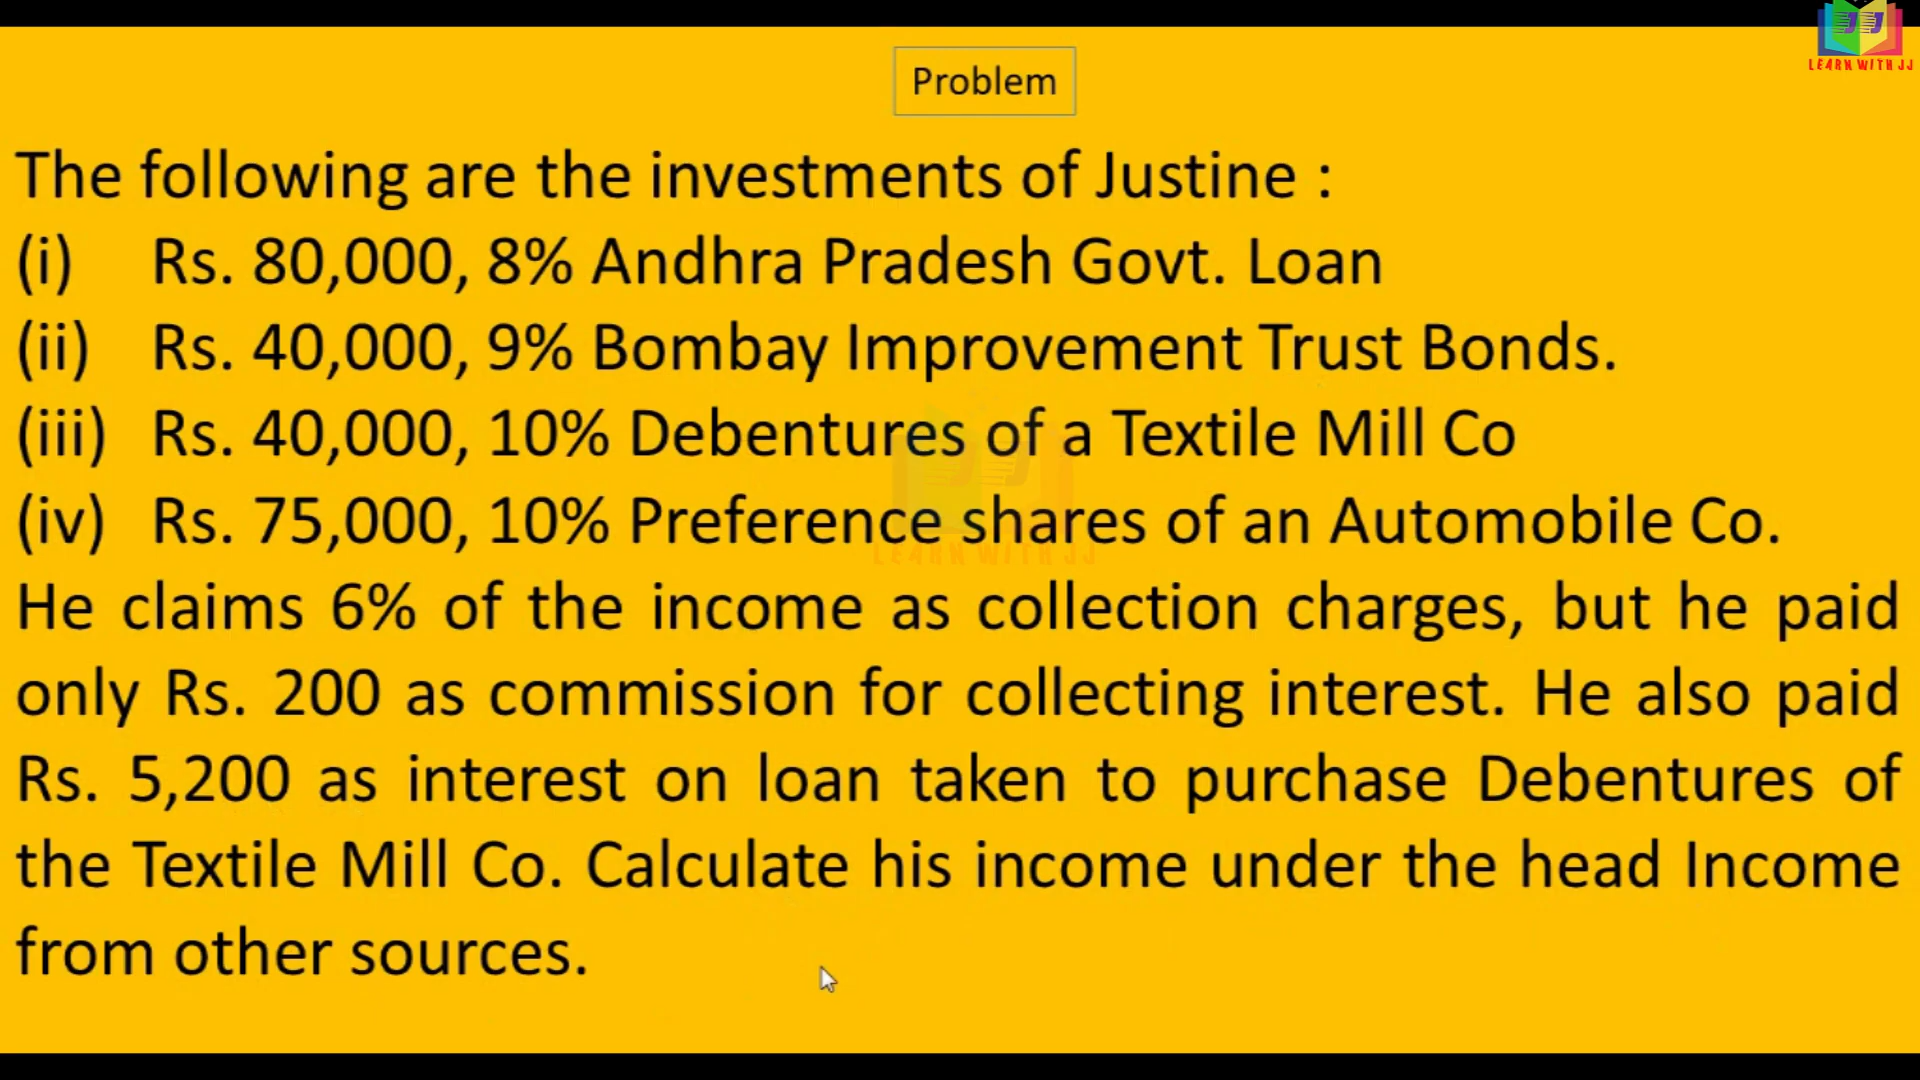 LEARN WITH JJ
Problem
The following are the investments of Justine :
(i) Rs. 80,000, 8% Andhra Pradesh Govt. Loan
(ii) Rs. 40,000, 9% Bombay Improvement Trust Bonds.
(iii) Rs. 40,000, 10% Debentures of a Textile Mill Co
(iv) Rs. 75,000, 10% Preference shares of an Automobile Co.
LEARN WITH JJ
He claims 6% of the income as collection charges, but he paid
only Rs. 200 as commission for collecting interest. He also paid
Rs. 5,200 as interest on loan taken to purchase Debentures of
the Textile Mill Co. Calculate his income under the head Income
from other sources.